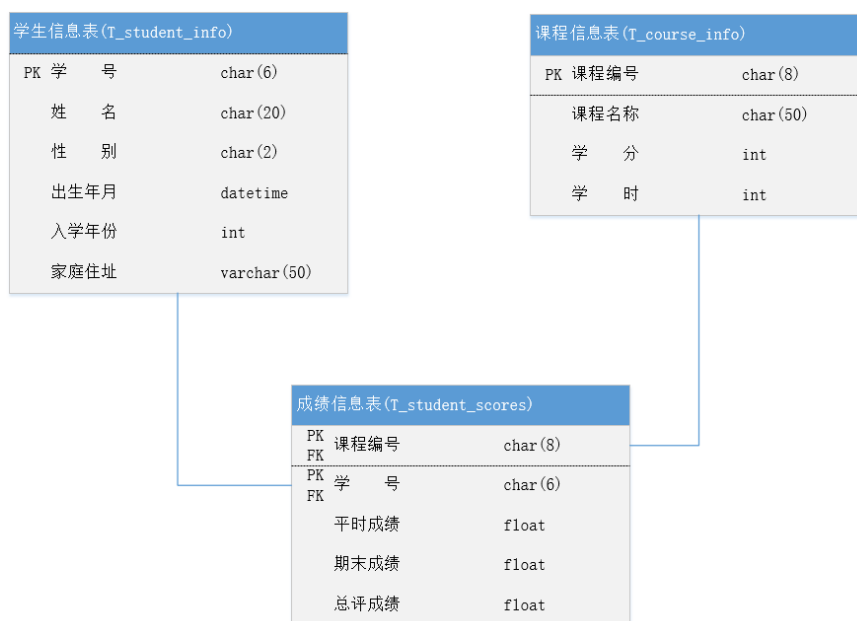 学生信息表(T_student_info)
PK 学 号 char(6)
姓 名 char(20)
性 别 char(2)
出生年月 datetime
入学年份 int
家庭住址 varchar(50)
课程信息表(T_course_info)
PK 课程编号 char(8)
课程名称 char(50)
学 分 int
学 时 int
成绩信息表(T_student_scores)
PK FK 课程编号 char(8)
PK FK 学 号 char(6)
平时成绩 float
期末成绩 float
总评成绩 float